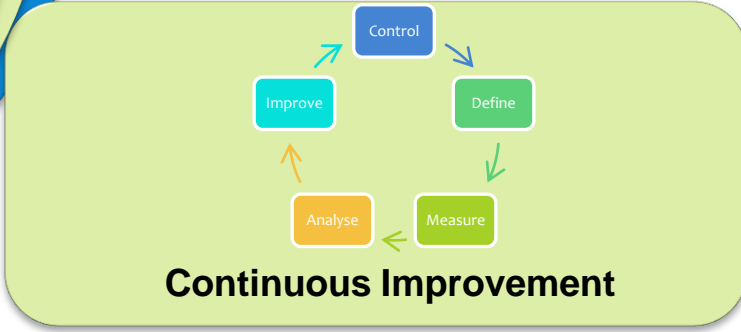 Control
Define
Measure
Analyse
Improve
Continuous Improvement